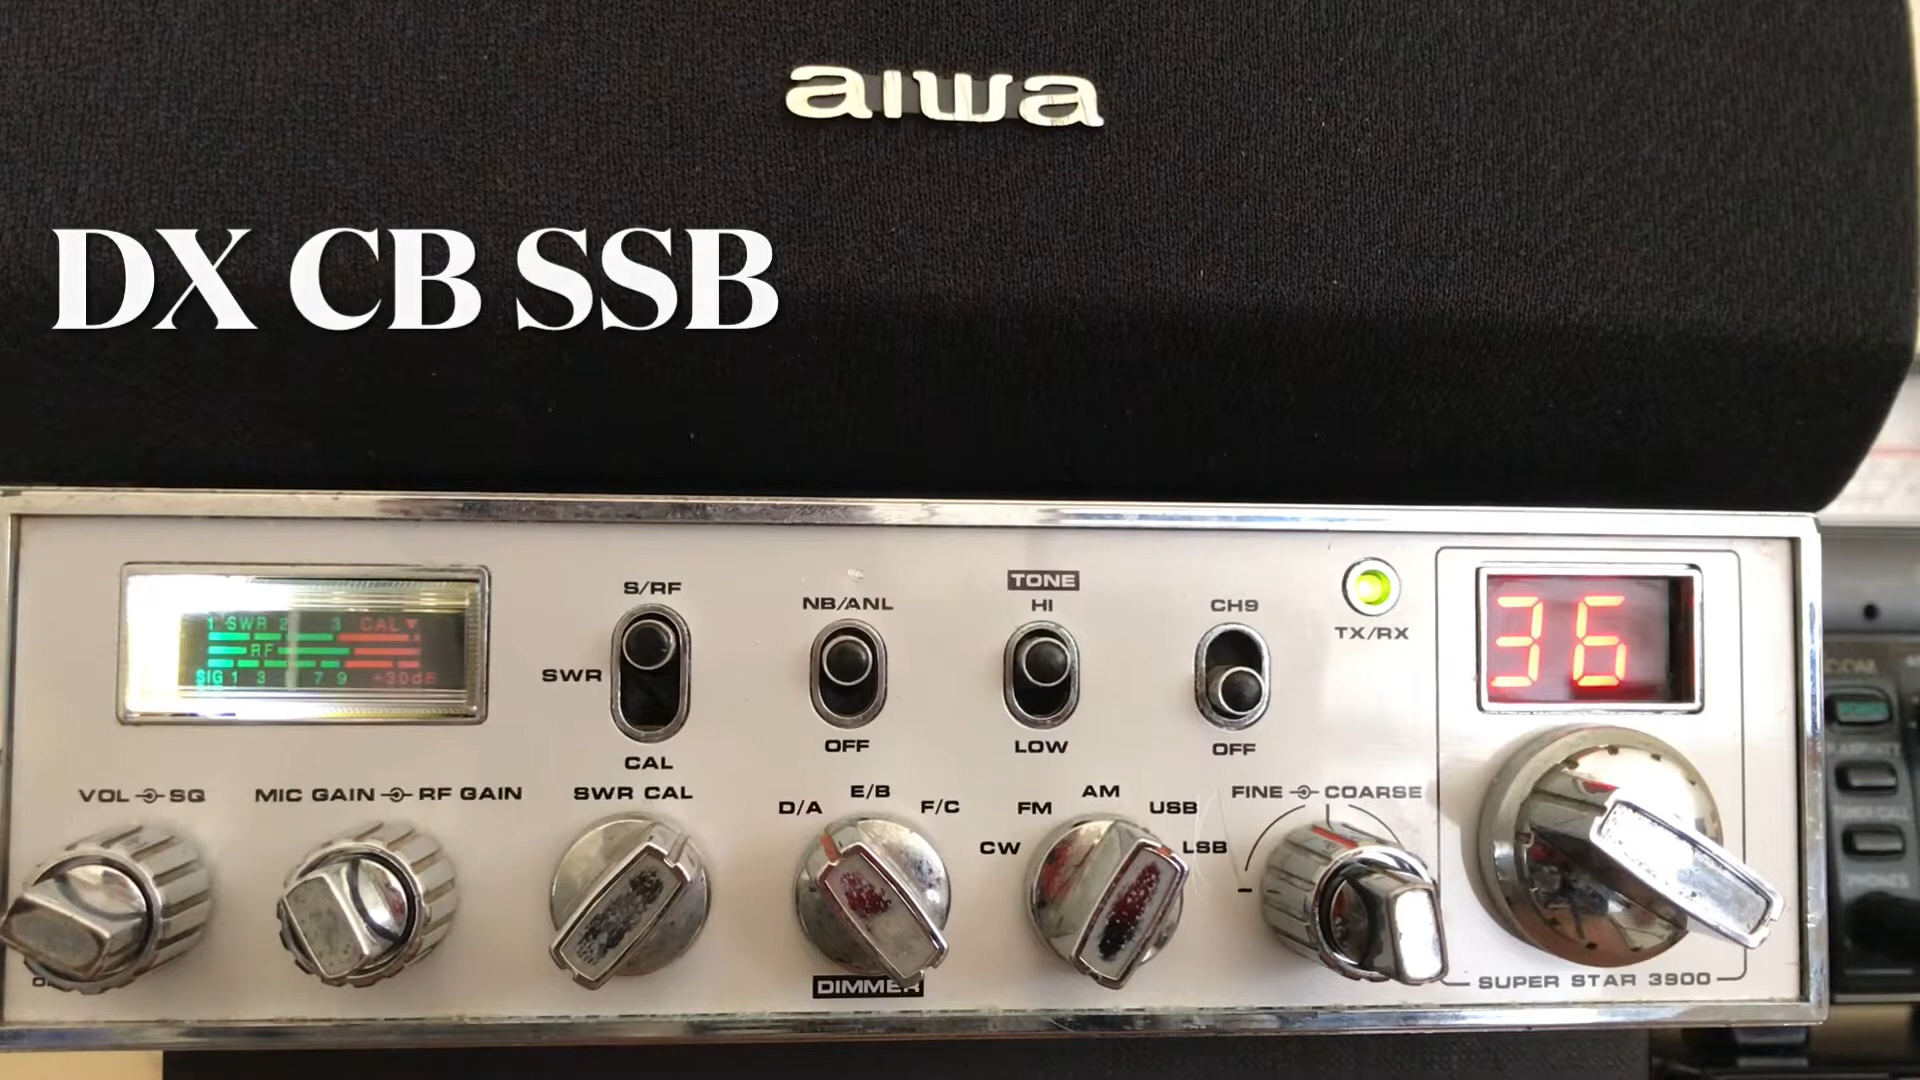 aiwa
DX CB SSB
1 SWR 2 3 CAL
RF
SIG 1 3 7 9 +30dB
S/RF
SWR
CAL
NB/ANL
OFF
TONE
HI
LOW
CH9
OFF
TX/RX
36
VOL SQ
MIC GAIN RF GAIN
SWR CAL
D/A E/B F/C
DIMMER
CW FM AM USB LSB
FINE COARSE
SUPER STAR 3900